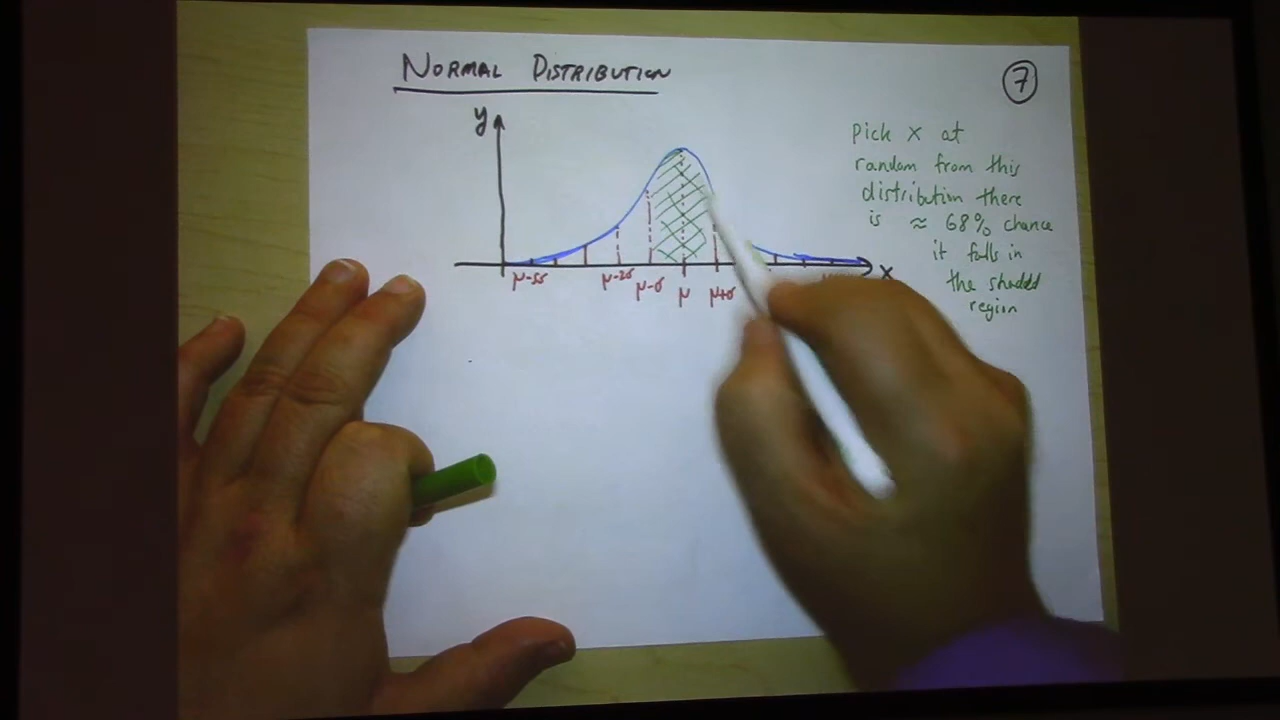 NORMAL DISTRIBUTION
7
y
pick x at
random from this
distribution there
is ≈ 68% chance
it falls in
the shaded
region
x
μ-5σ μ-2σ μ-σ μ μ+σ